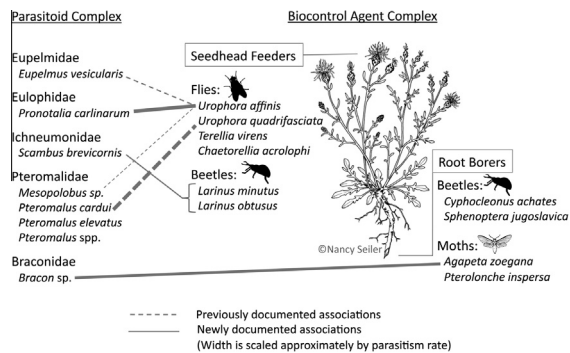 Parasitoid Complex
Biocontrol Agent Complex
Eupelmidae
Eupelmus vesicularis
Eulophidae
Pronotalia carlinarum
Ichneumonidae
Scambus brevicornis
Pteromalidae
Mesopolobus sp.
Pteromalus cardui
Pteromalus elevatus
Pteromalus spp.
Braconidae
Bracon sp.
Seedhead Feeders
Flies:
Urophora affinis
Urophora quadrifasciata
Terellia virens
Chaetorellia acrolophi
Beetles:
Larinus minutus
Larinus obtusus
©Nancy Seiler
Root Borers
Beetles:
Cyphocleonus achates
Sphenoptera jugoslavica
Moths:
Agapeta zoegana
Pterolonche inspersa
Previously documented associations
Newly documented associations
(Width is scaled approximately by parasitism rate)